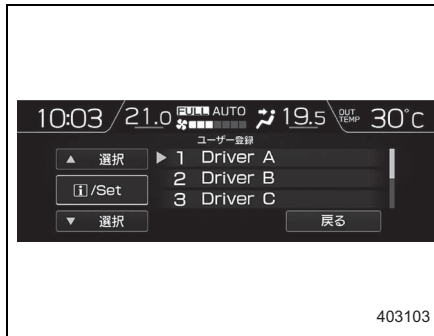 10:03 21.0 FULL AUTO 19.5 OUT TEMP 30°c
ユーザー登録
▲ 選択 ▶ 1 Driver A
i /Set 2 Driver B
3 Driver C
▼ 選択 戻る
403103